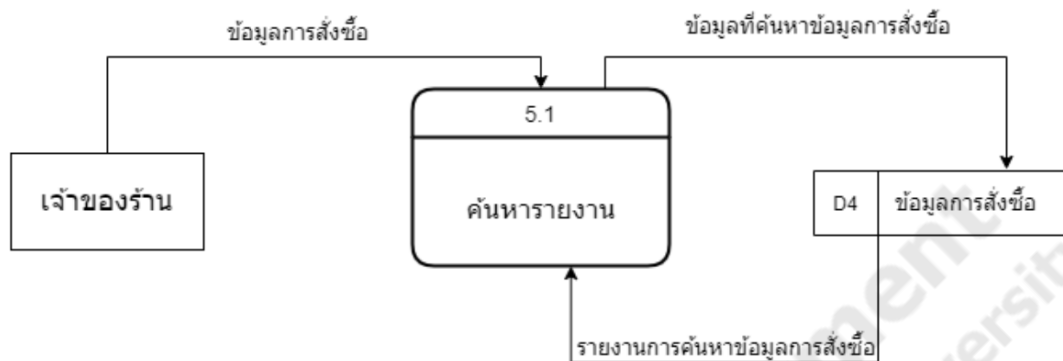 ข้อมูลการสั่งซื้อ
ข้อมูลที่ค้นหาข้อมูลการสั่งซื้อ
5.1
เจ้าของร้าน
ค้นหารายงาน
D4 ข้อมูลการสั่งซื้อ
รายงานการค้นหาข้อมูลการสั่งซื้อ